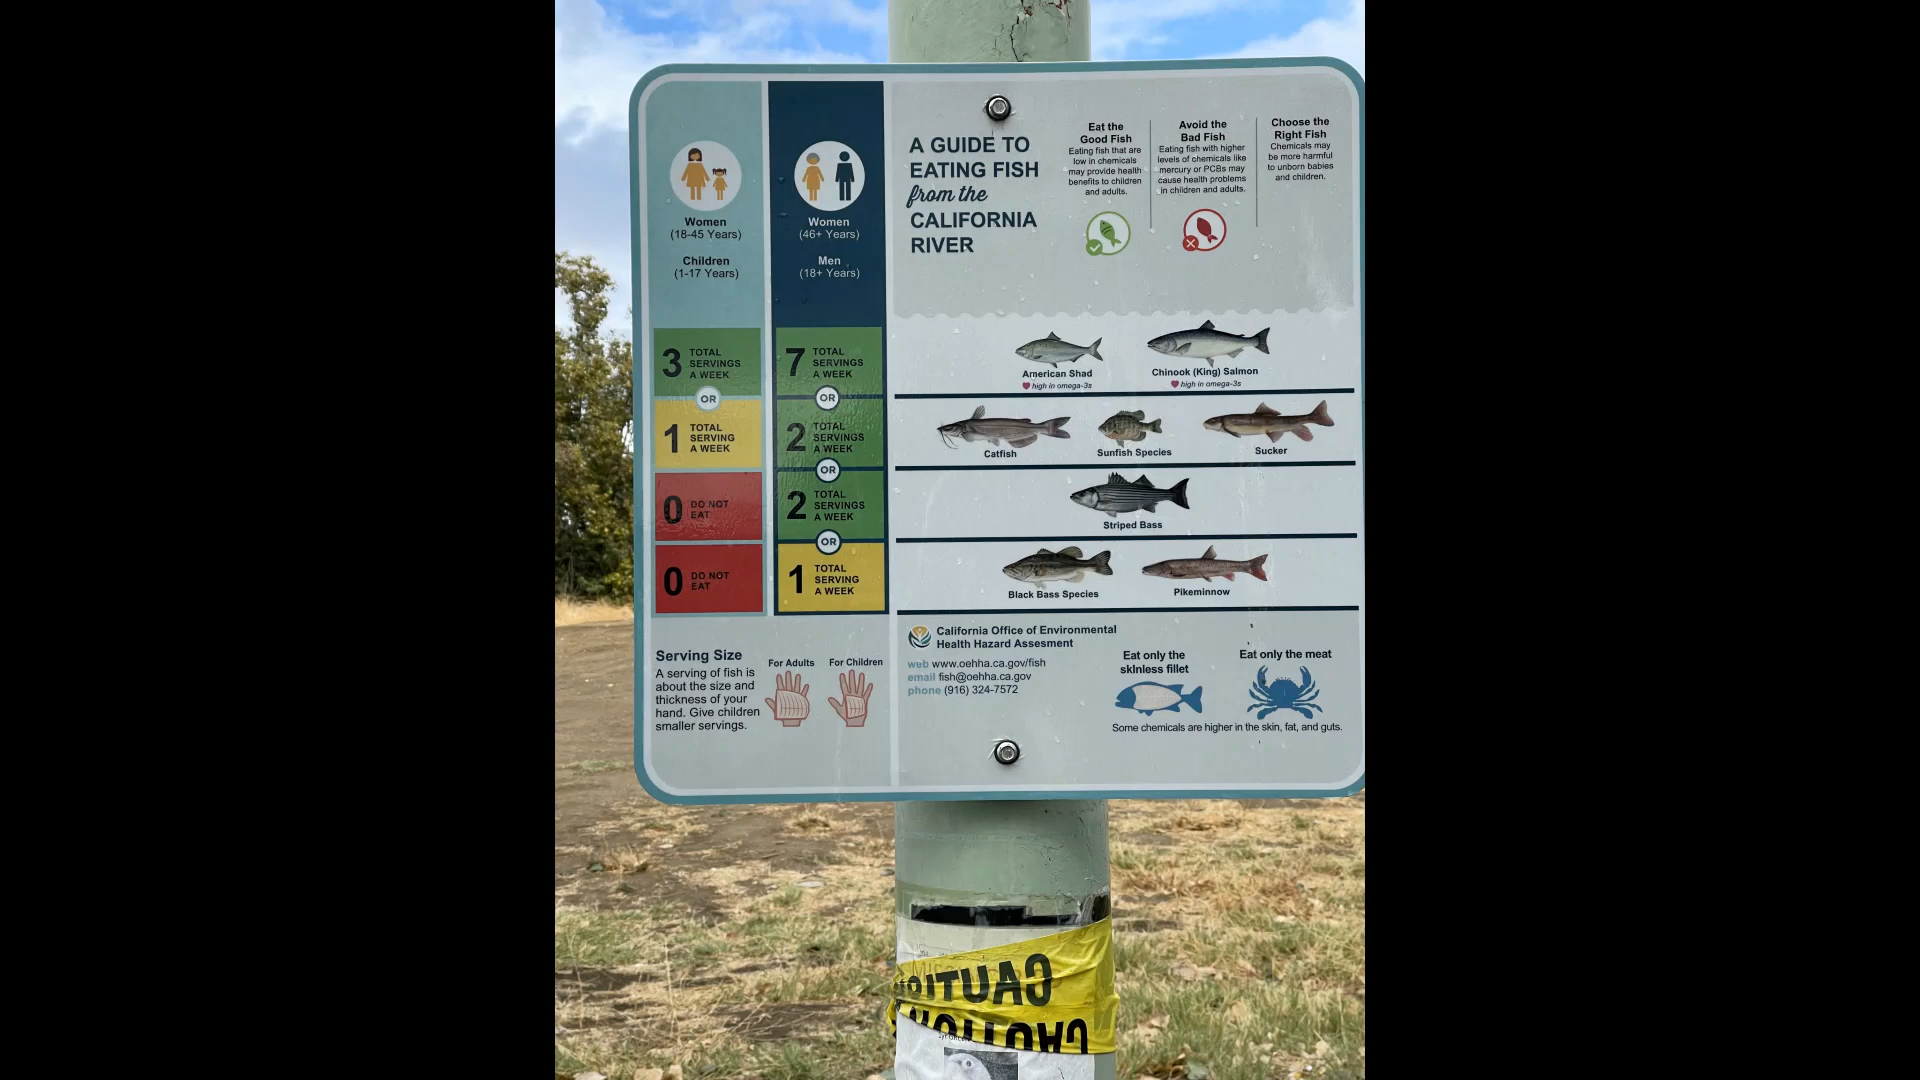 Women
(18-45 Years)
Children
(1-17 Years)
Women
(46+ Years)
Men
(18+ Years)
A GUIDE TO
EATING FISH
from the
CALIFORNIA
RIVER
Eat the
Good Fish
Eating fish that are
low in chemicals
may provide health
benefits to children
and adults.
Avoid the
Bad Fish
Eating fish with higher
levels of chemicals like
mercury or PCBs may
cause health problems
in children and adults.
Choose the
Right Fish
Chemicals may
be more harmful
to unborn babies
and children.
3 TOTAL
SERVINGS
A WEEK
OR
7 TOTAL
SERVINGS
A WEEK
OR
American Shad
high in omega-3s
Chinook (King) Salmon
high in omega-3s
1 TOTAL
SERVING
A WEEK
2 TOTAL
SERVINGS
A WEEK
OR
Catfish
Sunfish Species
Sucker
0 DO NOT
EAT
2 TOTAL
SERVINGS
A WEEK
OR
Striped Bass
0 DO NOT
EAT
1 TOTAL
SERVING
A WEEK
Black Bass Species
Pikeminnow
Serving Size
A serving of fish is
about the size and
thickness of your
hand. Give children
smaller servings.
For Adults
For Children
California Office of Environmental
Health Hazard Assesment
web www.oehha.ca.gov/fish
email fish@oehha.ca.gov
phone (916) 324-7572
Eat only the
skinless fillet
Eat only the meat
Some chemicals are higher in the skin, fat, and guts.
CAUTION
CAUTION